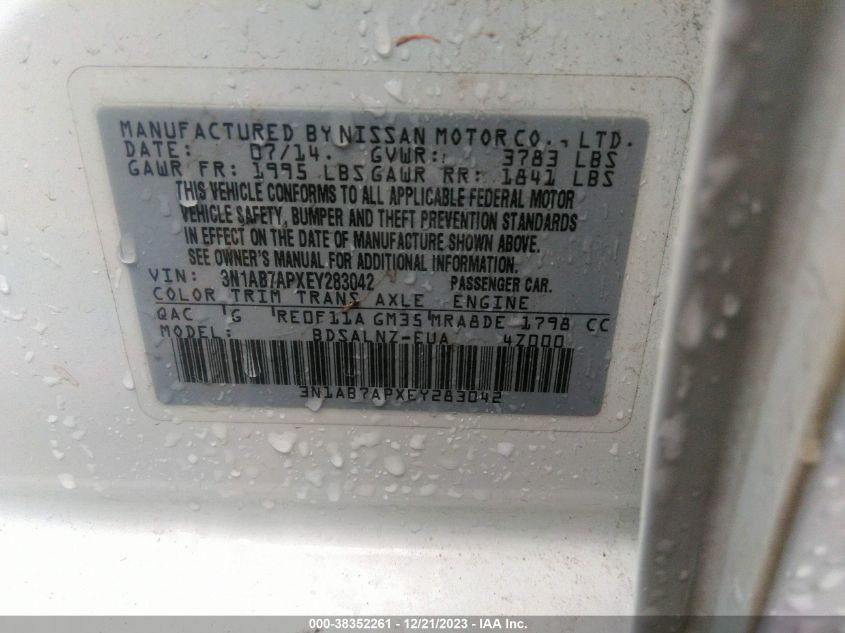 MANUFACTURED BY NISSAN MOTOR CO., LTD.
DATE: 07/14. GVWR: 3783 LBS
GAWR FR: 1995 LBS GAWR RR: 1841 LBS
THIS VEHICLE CONFORMS TO ALL APPLICABLE FEDERAL MOTOR
VEHICLE SAFETY, BUMPER AND THEFT PREVENTION STANDARDS
IN EFFECT ON THE DATE OF MANUFACTURE SHOWN ABOVE.
SEE OWNER'S MANUAL FOR ADDITIONAL INFORMATION.
VIN: 3N1AB7APXEY283042 PASSENGER CAR.
COLOR TRIM TRANS AXLE ENGINE
QAC G RE0F11A GM35 MRA8DE 1798 CC
MODEL: BDSALNZ-EUA 4Z000
3N1AB7APXEY283042
000-38352261 - 12/21/2023 - IAA Inc.